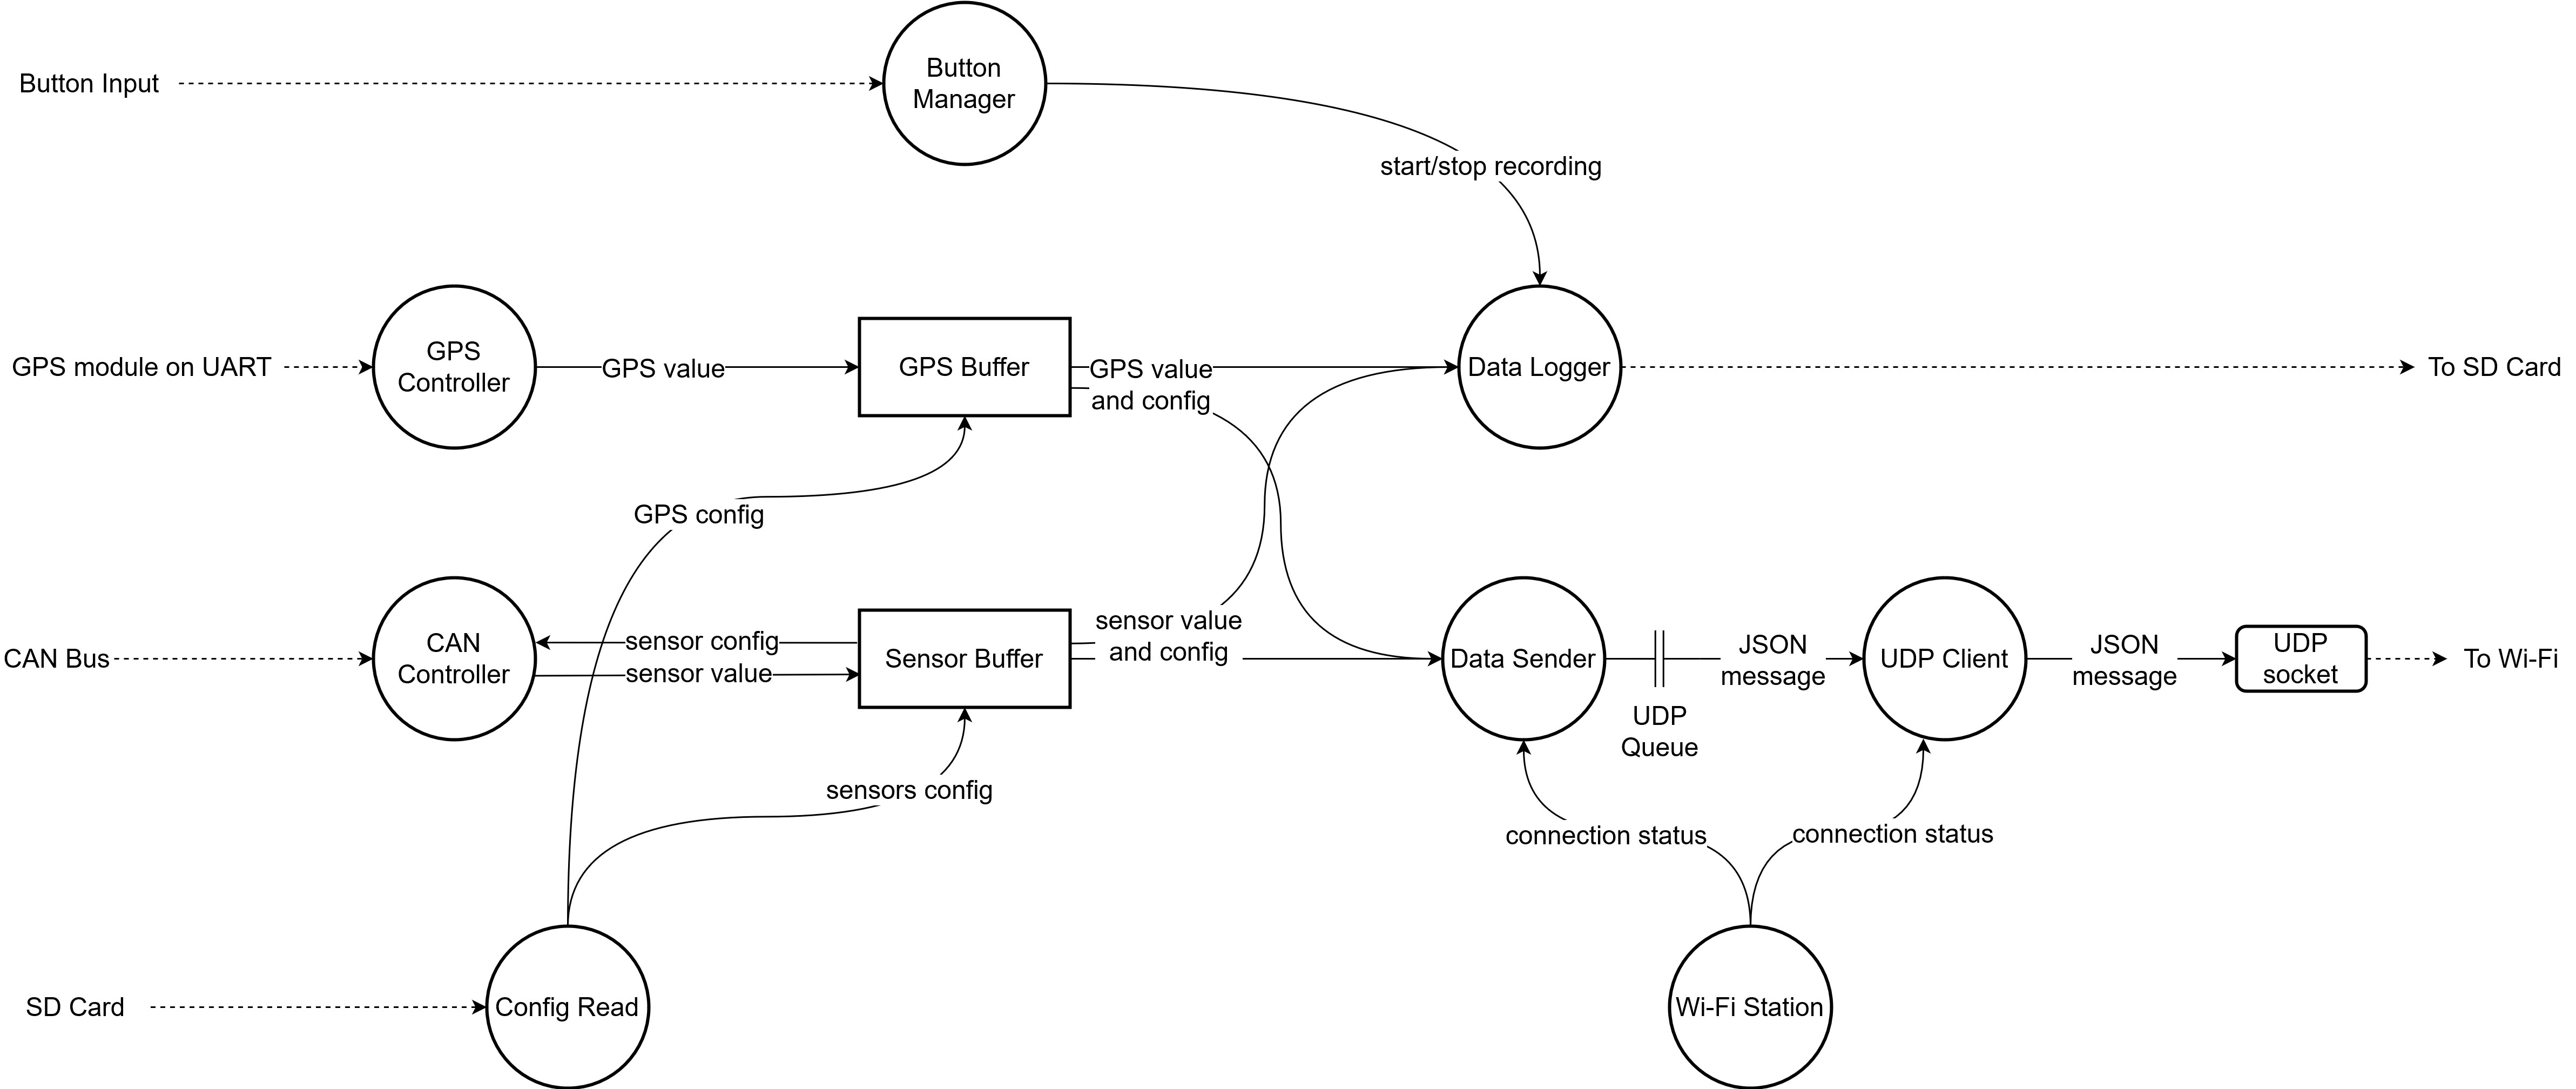 Button Input
Button
Manager
start/stop recording
GPS module on UART
GPS
Controller
GPS value
GPS Buffer
GPS value
and config
Data Logger
To SD Card
GPS config
CAN Bus
CAN
Controller
sensor config
sensor value
Sensor Buffer
sensor value
and config
Data Sender
UDP
Queue
JSON
message
UDP Client
JSON
message
UDP
socket
To Wi-Fi
sensors config
connection status
connection status
SD Card
Config Read
Wi-Fi Station